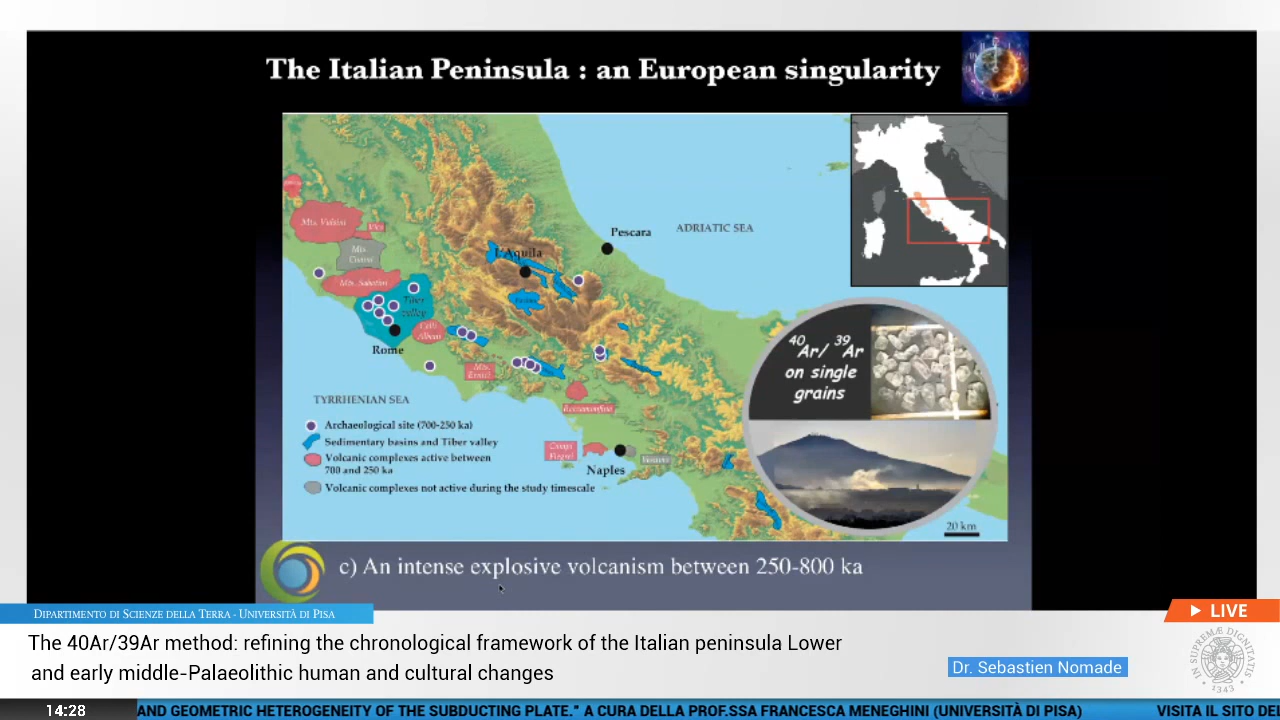 The Italian Peninsula : an European singularity
Mts. Vulsini
Vico
Mts. Sabatini
Tiber
valley
Rome
Colli
Albani
L'Aquila
Pescara
ADRIATIC SEA
Roccamonfina
TYRRHENIAN SEA
Archaeological site (700-250 ka)
Sedimentary basins and Tiber valley
Volcanic complexes active between
700 and 250 ka
Volcanic complexes not active during the study timescale
Campi
Flegrei
Naples
40Ar/ 39Ar
on single
grains
20 km
c) An intense explosive volcanism between 250-800 ka
DIPARTIMENTO DI SCIENZE DELLA TERRA - UNIVERSITÀ DI PISA
LIVE
The 40Ar/39Ar method: refining the chronological framework of the Italian peninsula Lower
and early middle-Palaeolithic human and cultural changes
Dr. Sebastien Nomade
IN SUPREMÆ DIGNITATIS
1343
14:28
AND GEOMETRIC HETEROGENEITY OF THE SUBDUCTING PLATE." A CURA DELLA PROF.SSA FRANCESCA MENEGHINI (UNIVERSITÀ DI PISA)
VISITA IL SITO DEL